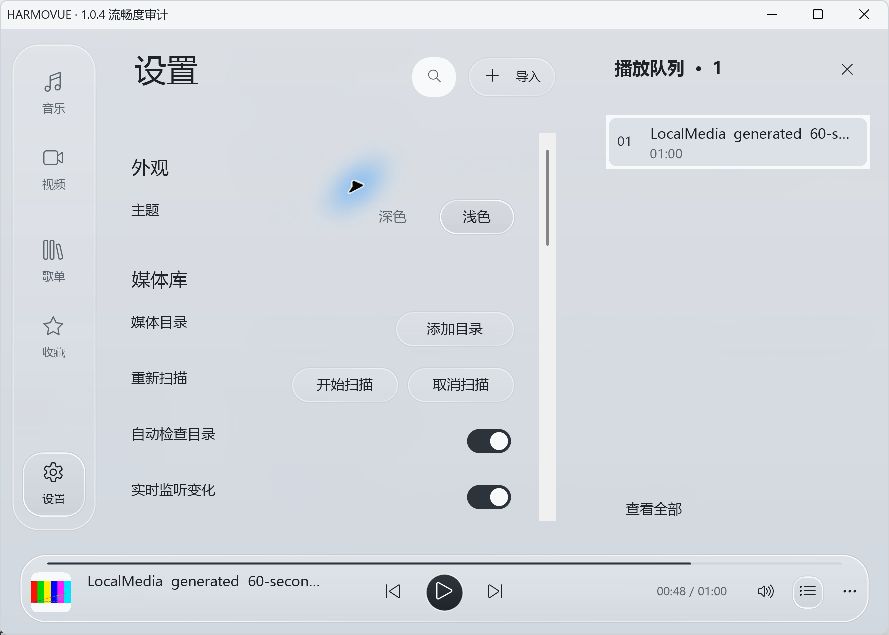 HARMOVUE · 1.0.4 流畅度审计
音乐
视频
歌单
收藏
设置
设置
导入
外观
主题
深色
浅色
媒体库
媒体目录
添加目录
重新扫描
开始扫描
取消扫描
自动检查目录
实时监听变化
播放队列 • 1
01
LocalMedia generated 60-s...
01:00
查看全部
LocalMedia generated 60-secon...
00:48 / 01:00